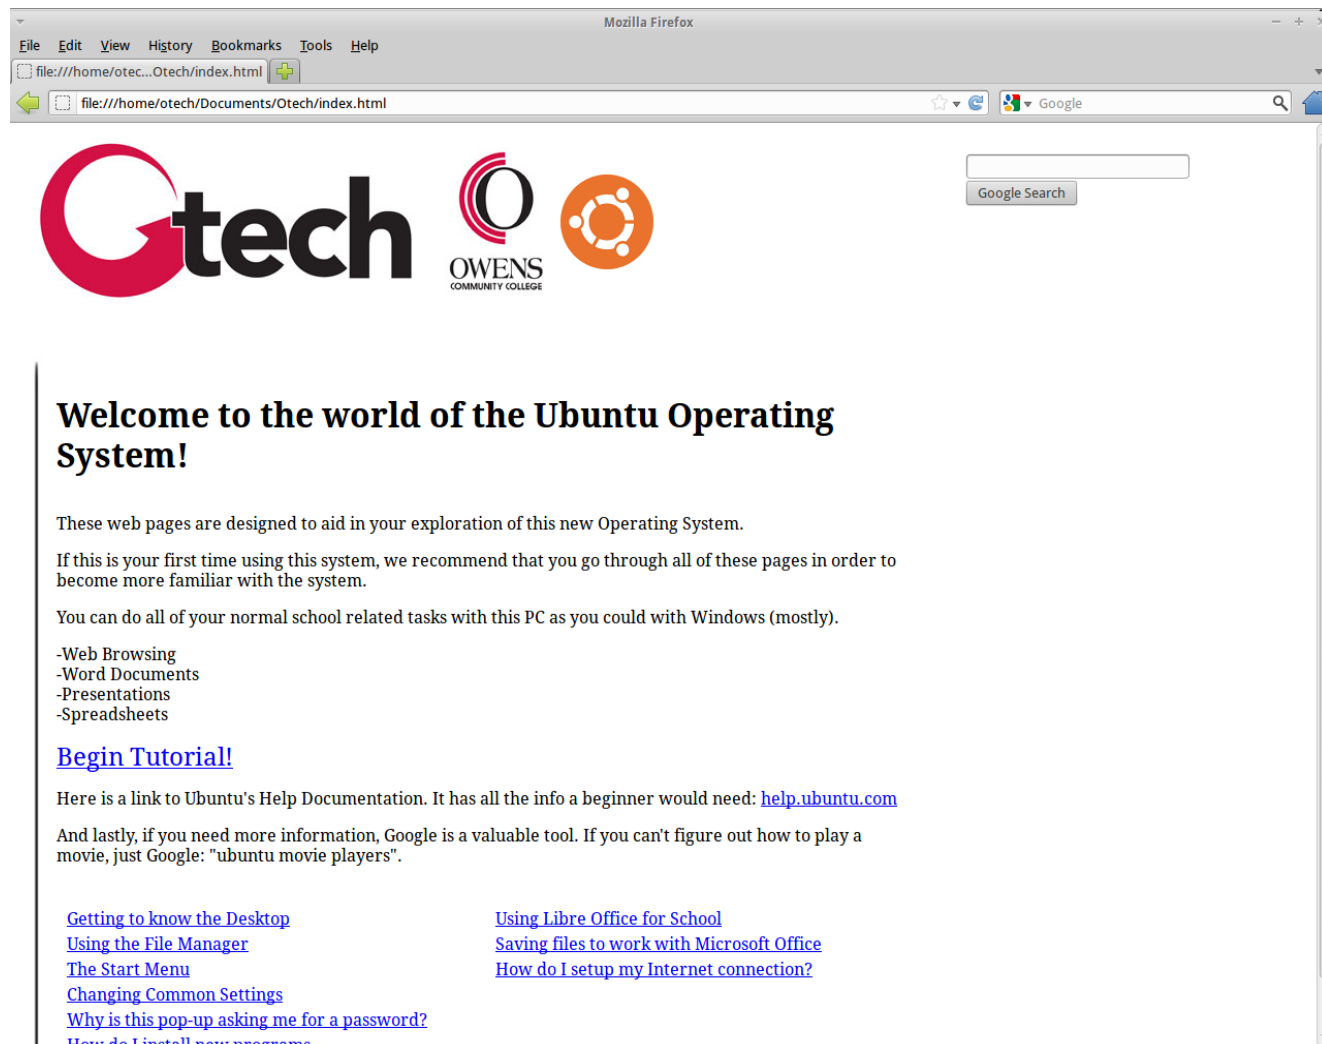 Mozilla Firefox
File Edit View History Bookmarks Tools Help
file:///home/otec...Otech/index.html
file:///home/otech/Documents/Otech/index.html
Google
Otech
OWENS
COMMUNITY COLLEGE
Google Search
Welcome to the world of the Ubuntu Operating
System!
These web pages are designed to aid in your exploration of this new Operating System.
If this is your first time using this system, we recommend that you go through all of these pages in order to
become more familiar with the system.
You can do all of your normal school related tasks with this PC as you could with Windows (mostly).
-Web Browsing
-Word Documents
-Presentations
-Spreadsheets
Begin Tutorial!
Here is a link to Ubuntu's Help Documentation. It has all the info a beginner would need: help.ubuntu.com
And lastly, if you need more information, Google is a valuable tool. If you can't figure out how to play a
movie, just Google: "ubuntu movie players".
Getting to know the Desktop
Using the File Manager
The Start Menu
Changing Common Settings
Why is this pop-up asking me for a password?
How do I install new programs
Using Libre Office for School
Saving files to work with Microsoft Office
How do I setup my Internet connection?